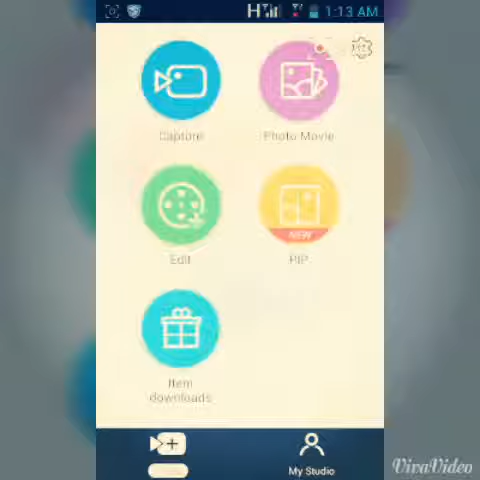 H 1:13 AM
Capture
Photo Movie
Edit
NEW
PIP
Item
downloads
My Studio
VivaVideo